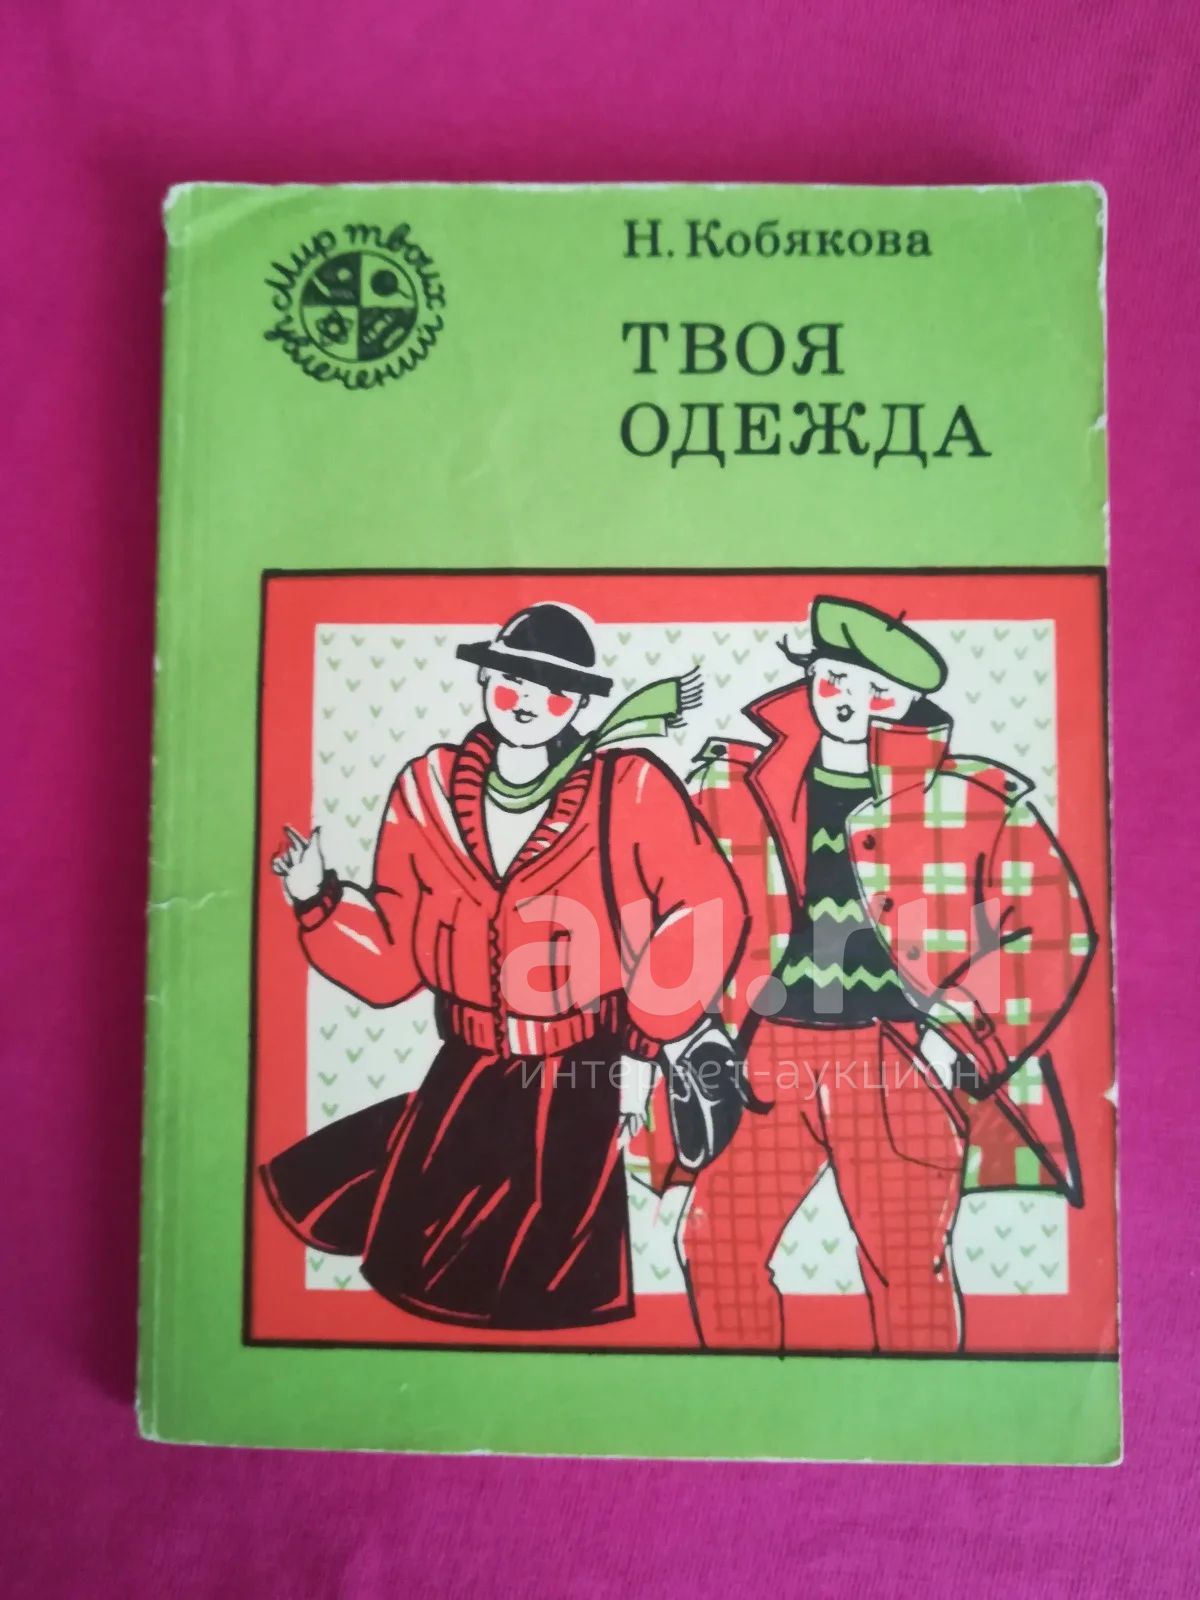 Мир твоих увлечений
Н. Кобякова
ТВОЯ
ОДЕЖДА
au.ru
интернет-аукцион